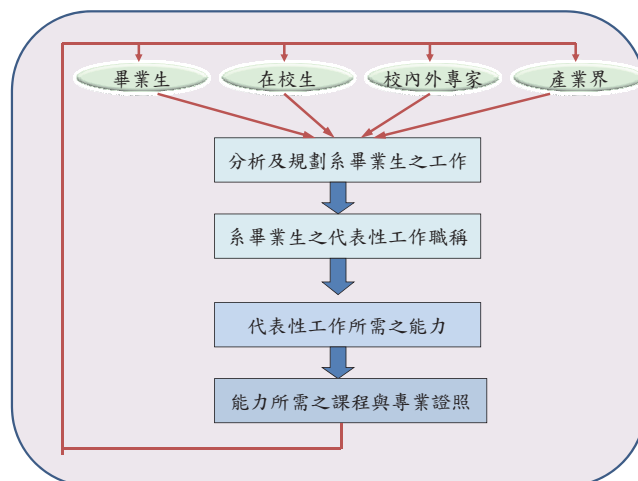 畢業生
在校生
校內外專家
產業界
分析及規劃系畢業生之工作
系畢業生之代表性工作職稱
代表性工作所需之能力
能力所需之課程與專業證照